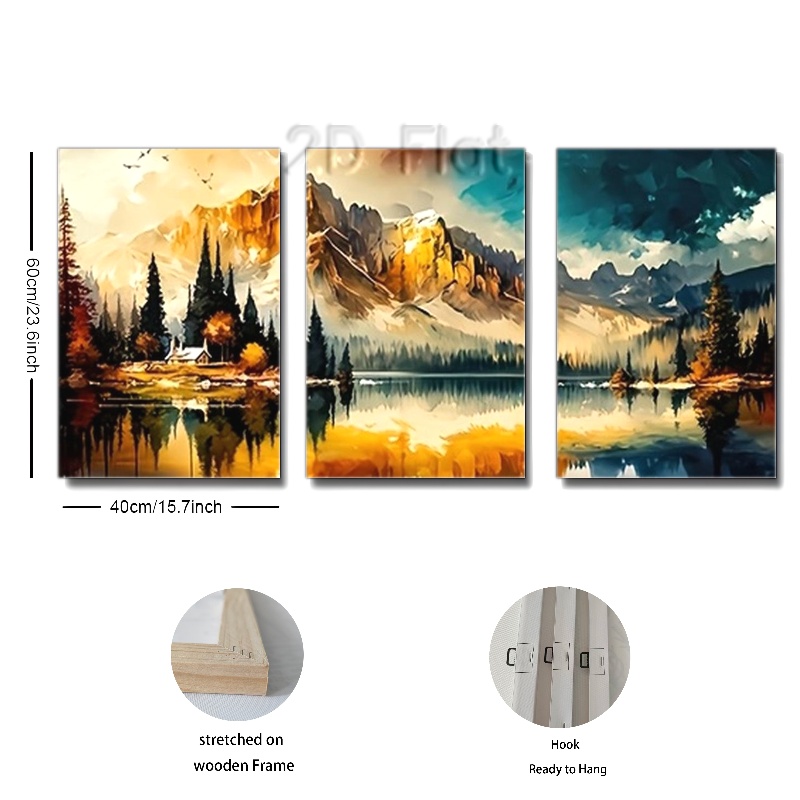 2D Flat
60cm/23.6inch
40cm/15.7inch
stretched on
wooden Frame
Hook
Ready to Hang